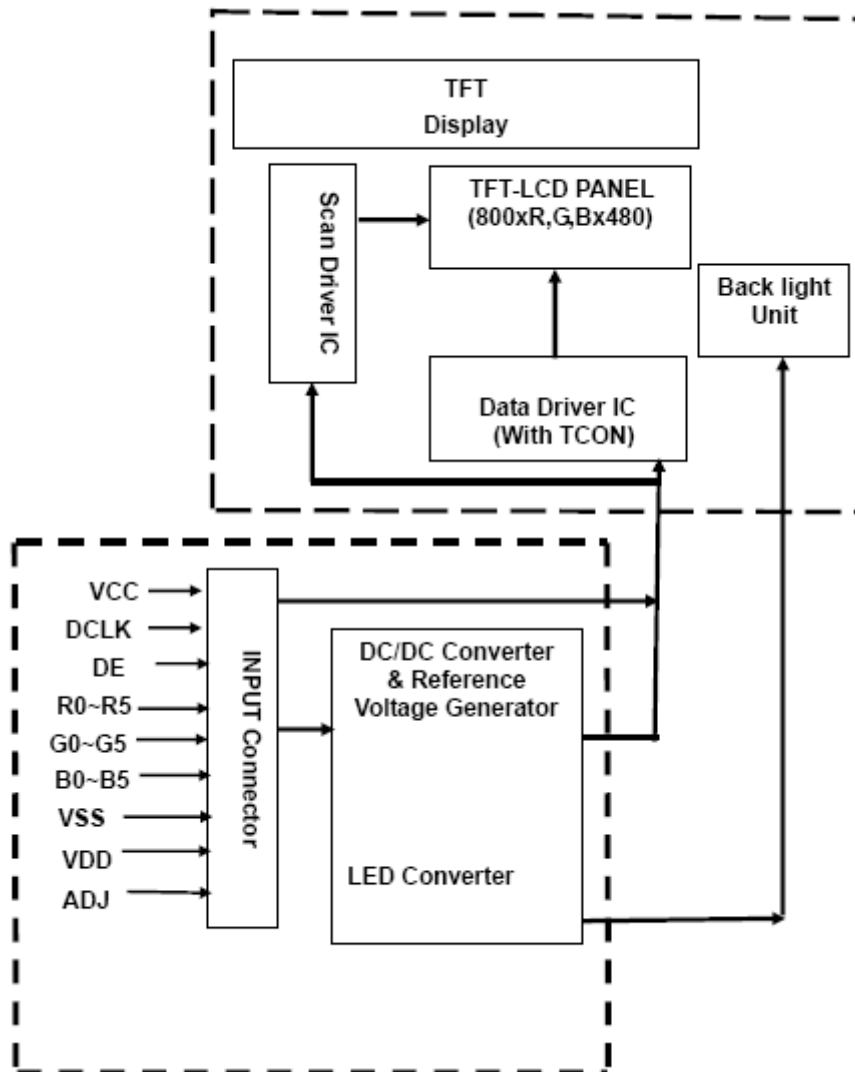 TFT
Display
Scan Driver IC
TFT-LCD PANEL
(800xR,G,Bx480)
Back light
Unit
Data Driver IC
(With TCON)
VCC
DCLK
DE
R0~R5
G0~G5
B0~B5
VSS
VDD
ADJ
INPUT Connector
DC/DC Converter
& Reference
Voltage Generator
LED Converter